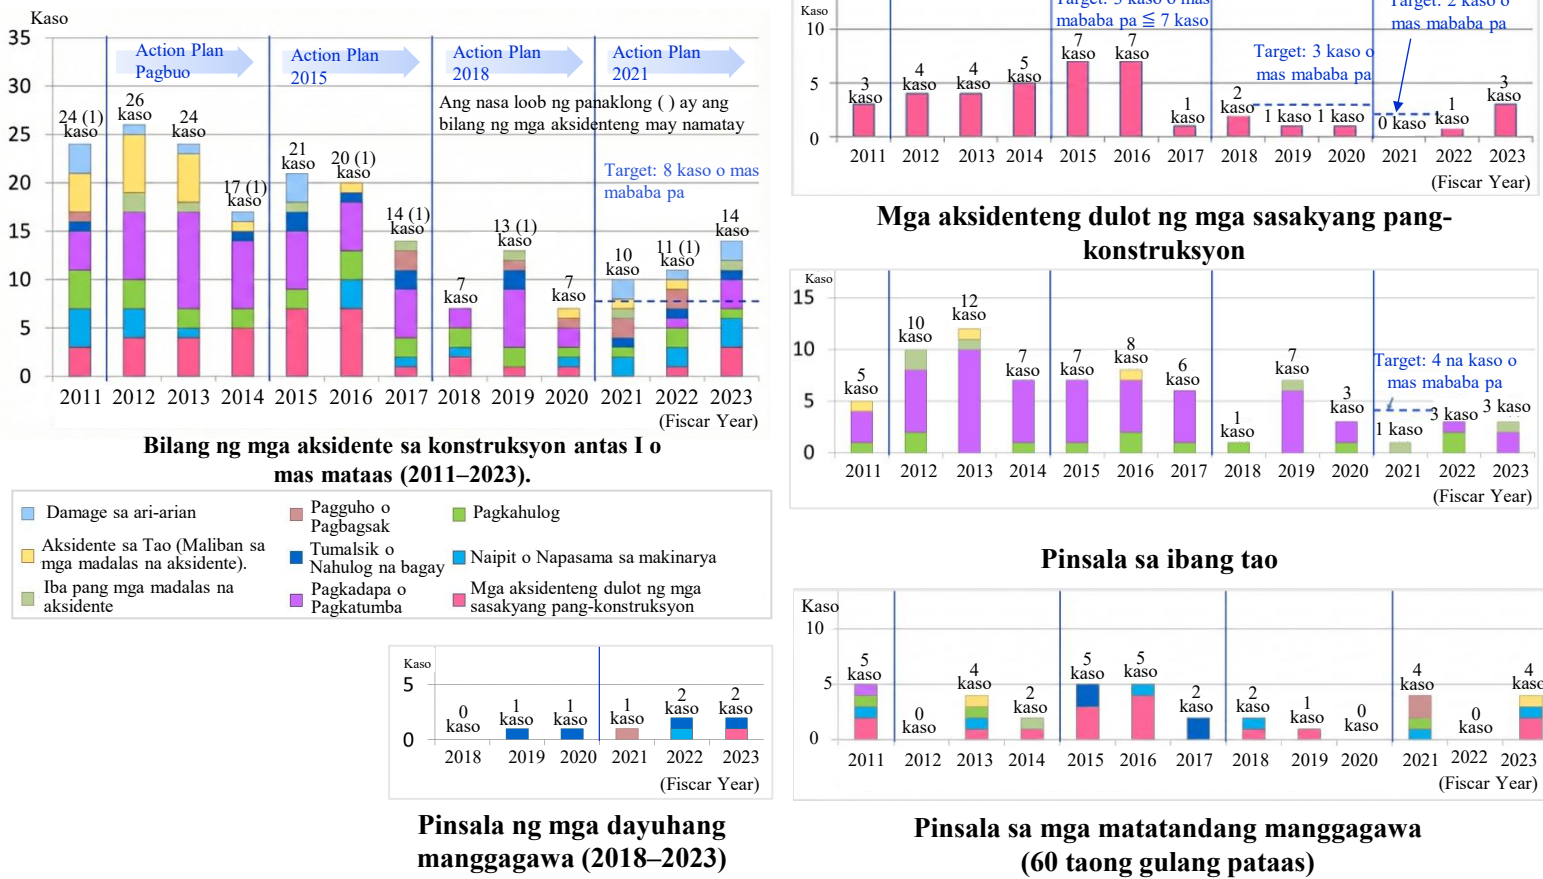 Kaso
35
30
25
20
15
10
5
0
Action Plan
Pagbuo
Action Plan
2015
Action Plan
2018
Action Plan
2021
Ang nasa loob ng panaklong ( ) ay ang
bilang ng mga aksidenteng may namatay
Target: 8 kaso o mas
mababa pa
24 (1)
kaso
26
kaso
24
kaso
17 (1)
kaso
21
kaso
20 (1)
kaso
14 (1)
kaso
7
kaso
13 (1)
kaso
7
kaso
10
kaso
11 (1)
kaso
14
kaso
2011 2012 2013 2014 2015 2016 2017 2018 2019 2020 2021 2022 2023
(Fiscar Year)
Bilang ng mga aksidente sa konstruksyon antas I o
mas mataas (2011–2023).
Damage sa ari-arian
Aksidente sa Tao (Maliban sa
mga madalas na aksidente).
Iba pang mga madalas na
aksidente
Pagguho o
Pagbagsak
Tumalsik o
Nahulog na bagay
Pagkadapa o
Pagkatumba
Pagkahulog
Naipit o Napasama sa makinarya
Mga aksidenteng dulot ng mga
sasakyang pang-konstruksyon
Kaso
5
0
0
kaso
1
kaso
1
kaso
1
kaso
2
kaso
2
kaso
2018 2019 2020 2021 2022 2023
(Fiscar Year)
Pinsala ng mga dayuhang
manggagawa (2018–2023)
Kaso
10
5
0
mababa pa ≦ 7 kaso
Target: 3 kaso o
mas mababa pa
Target: 2 kaso o
mas mababa pa
3
kaso
4
kaso
4
kaso
5
kaso
7
kaso
7
kaso
1
kaso
2
kaso
1 kaso
1 kaso
0 kaso
1
kaso
3
kaso
2011 2012 2013 2014 2015 2016 2017 2018 2019 2020 2021 2022 2023
(Fiscar Year)
Mga aksidenteng dulot ng mga sasakyang pang-
konstruksyon
Kaso
15
10
5
0
Target: 4 na kaso o
mas mababa pa
5
kaso
10
kaso
12
kaso
7
kaso
7
kaso
8
kaso
6
kaso
1
kaso
7
kaso
3
kaso
1 kaso
3 kaso
3 kaso
2011 2012 2013 2014 2015 2016 2017 2018 2019 2020 2021 2022 2023
(Fiscar Year)
Pinsala sa ibang tao
Kaso
10
5
0
5
kaso
0
kaso
4
kaso
2
kaso
5
kaso
5
kaso
2
kaso
2
kaso
1
kaso
0
kaso
4
kaso
0
kaso
4
kaso
2011 2012 2013 2014 2015 2016 2017 2018 2019 2020 2021 2022 2023
(Fiscar Year)
Pinsala sa mga matatandang manggagawa
(60 taong gulang pataas)